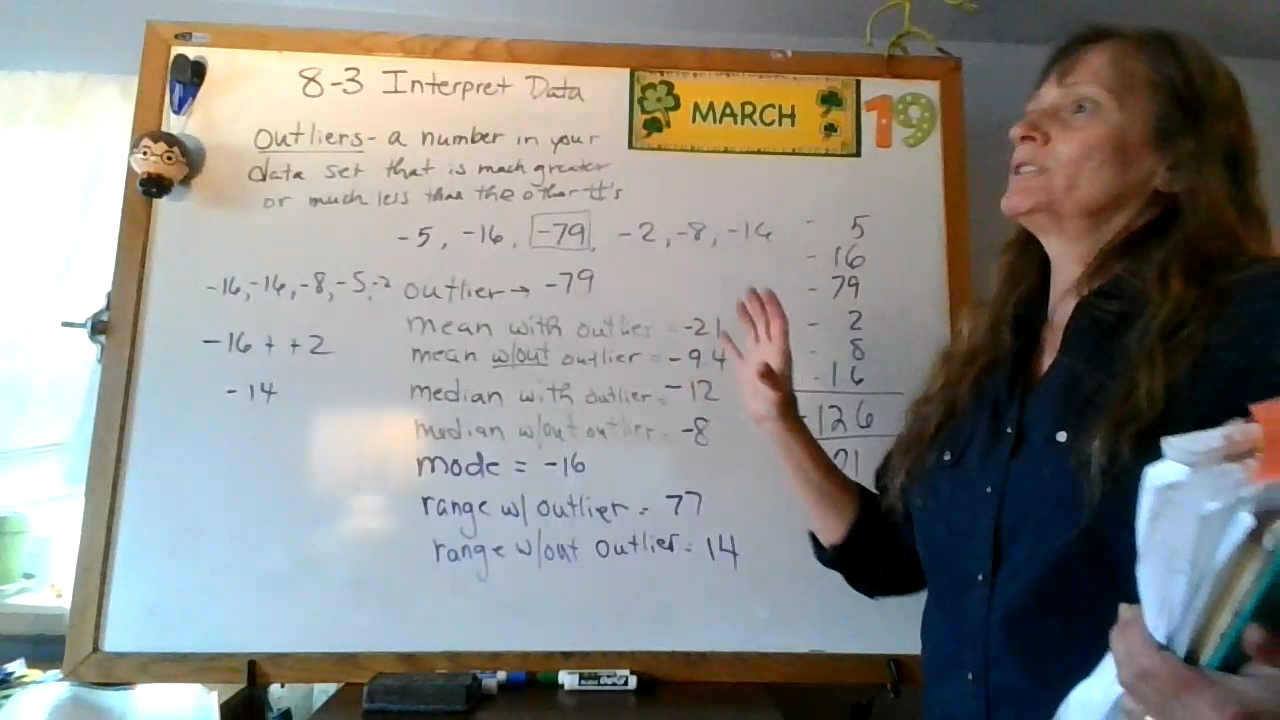 8-3 Interpret Data
MARCH
19
Outliers - a number in your
data set that is much greater
or much less than the other #'s
-5, -16, -79, -2, -8, -16
- 5
- 16
- 79
- 2
- 8
- 16
-126
21
-16, -16, -8, -5, -2
-16 + +2
-14
outlier → -79
mean with outlier = -21
mean w/out outlier = -9.4
median with outlier = -12
median w/out outlier = -8
mode = -16
range w/ outlier = 77
range w/out outlier = 14
EXPO